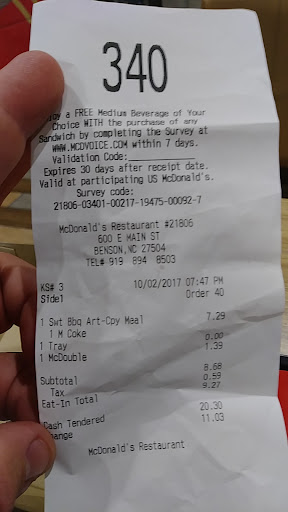 340
a FREE Medium Beverage of Your
Choice WITH the purchase of any
Sandwich by completing the Survey at
WWW.MCDVOICE.COM within 7 days.
Validation Code:
Expires 30 days after receipt date.
Valid at participating US McDonald's.
Survey code:
21806-03401-00217-19475-00092-7
McDonald's Restaurant #21806
600 E MAIN ST
BENSON,NC 27504
TEL# 919 894 8503
KS# 3 10/02/2017 07:47 PM
Side1 Order 40
1 Swt Bbq Art-Cpy Meal 7.29
1 M Coke
1 Tray 0.00
1 McDouble 1.39
Subtotal 8.68
Tax 0.59
Eat-In Total 9.27
Cash Tendered 20.30
ange 11.03
McDonald's Restaurant